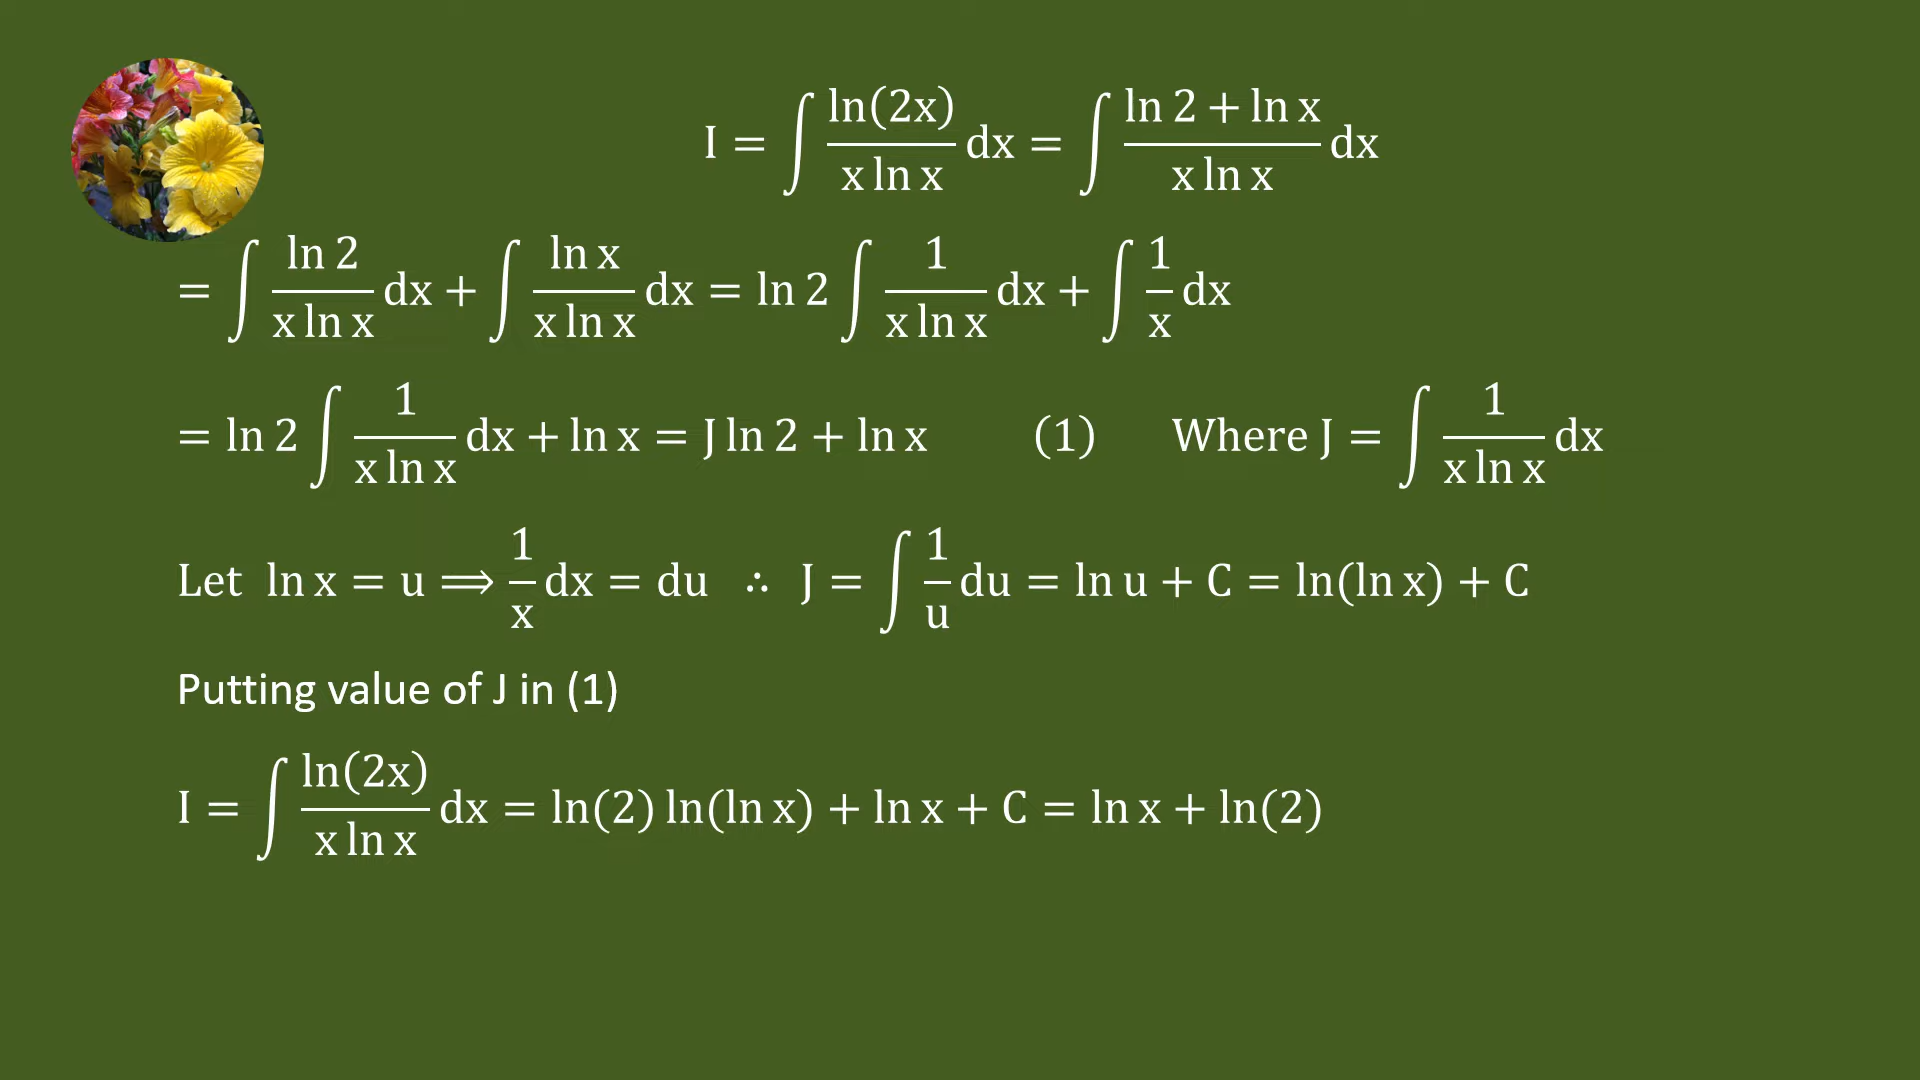 I = ∫ ln(2x)/(x ln x) dx = ∫ (ln 2 + ln x)/(x ln x) dx
= ∫ ln 2/(x ln x) dx + ∫ ln x/(x ln x) dx = ln 2 ∫ 1/(x ln x) dx + ∫ 1/x dx
= ln 2 ∫ 1/(x ln x) dx + ln x = J ln 2 + ln x (1) Where J = ∫ 1/(x ln x) dx
Let ln x = u ⟹ 1/x dx = du ∴ J = ∫ 1/u du = ln u + C = ln(ln x) + C
Putting value of J in (1)
I = ∫ ln(2x)/(x ln x) dx = ln(2) ln(ln x) + ln x + C = ln x + ln(2)